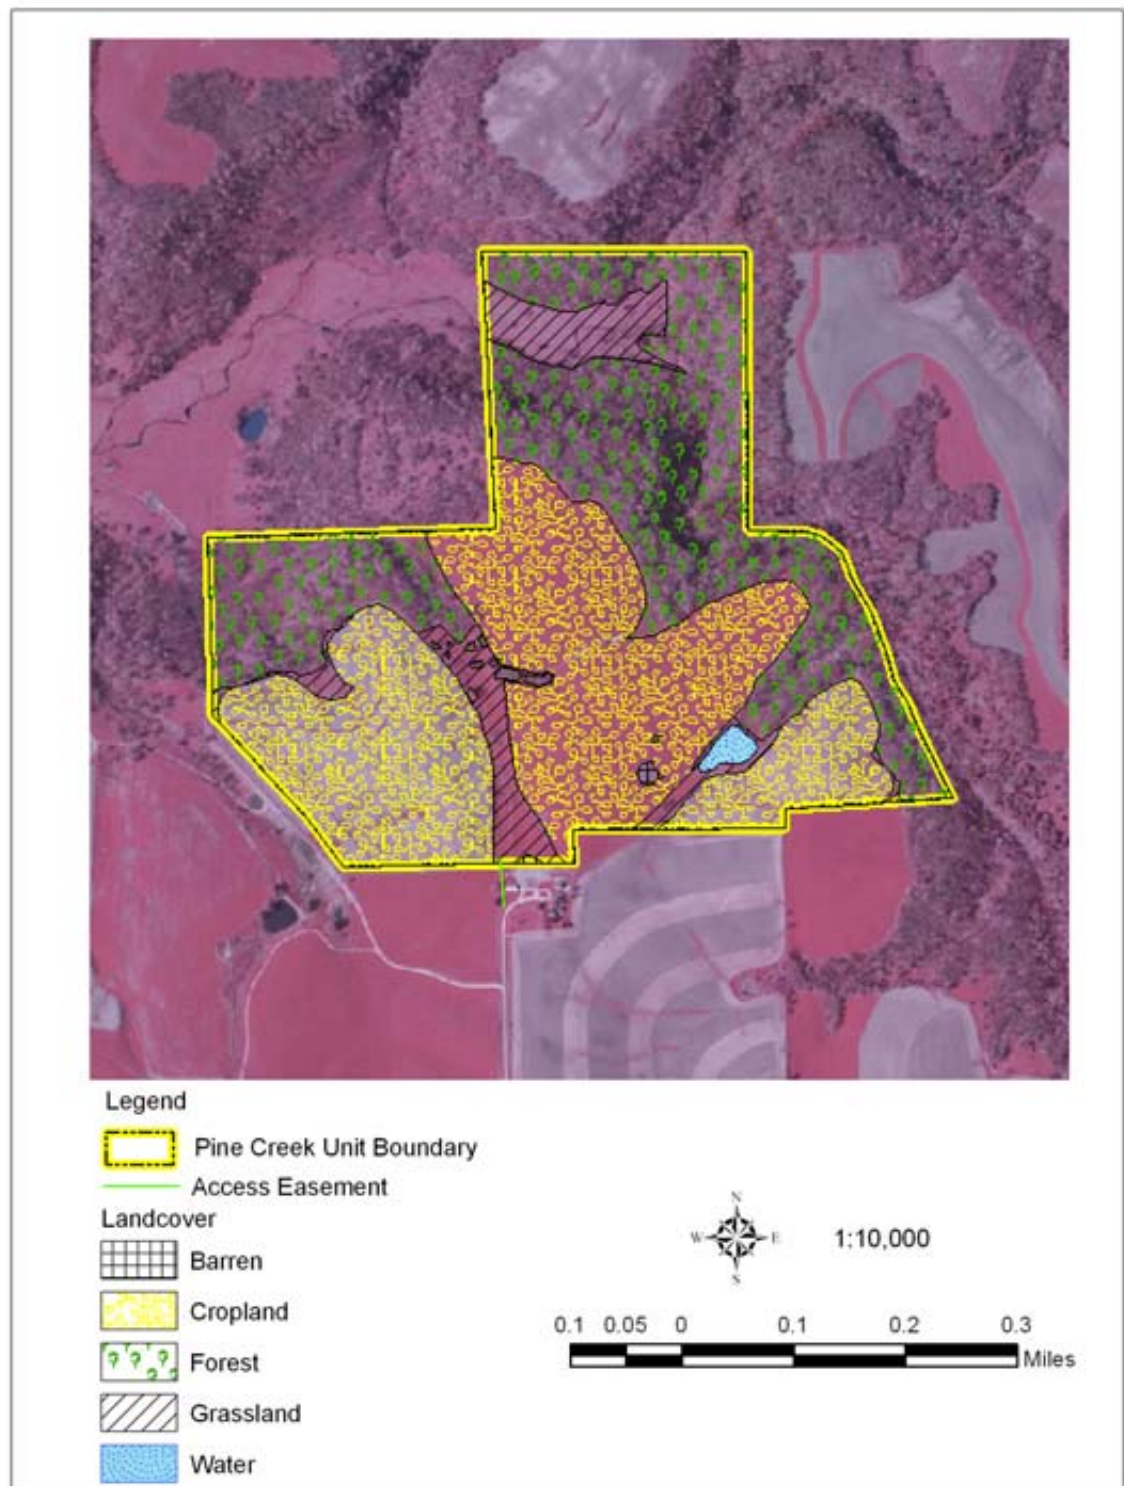 Legend
Pine Creek Unit Boundary
Access Easement
Landcover
Barren
Cropland
Forest
Grassland
Water
N
W E
S
1:10,000
0.1 0.05 0 0.1 0.2 0.3
Miles